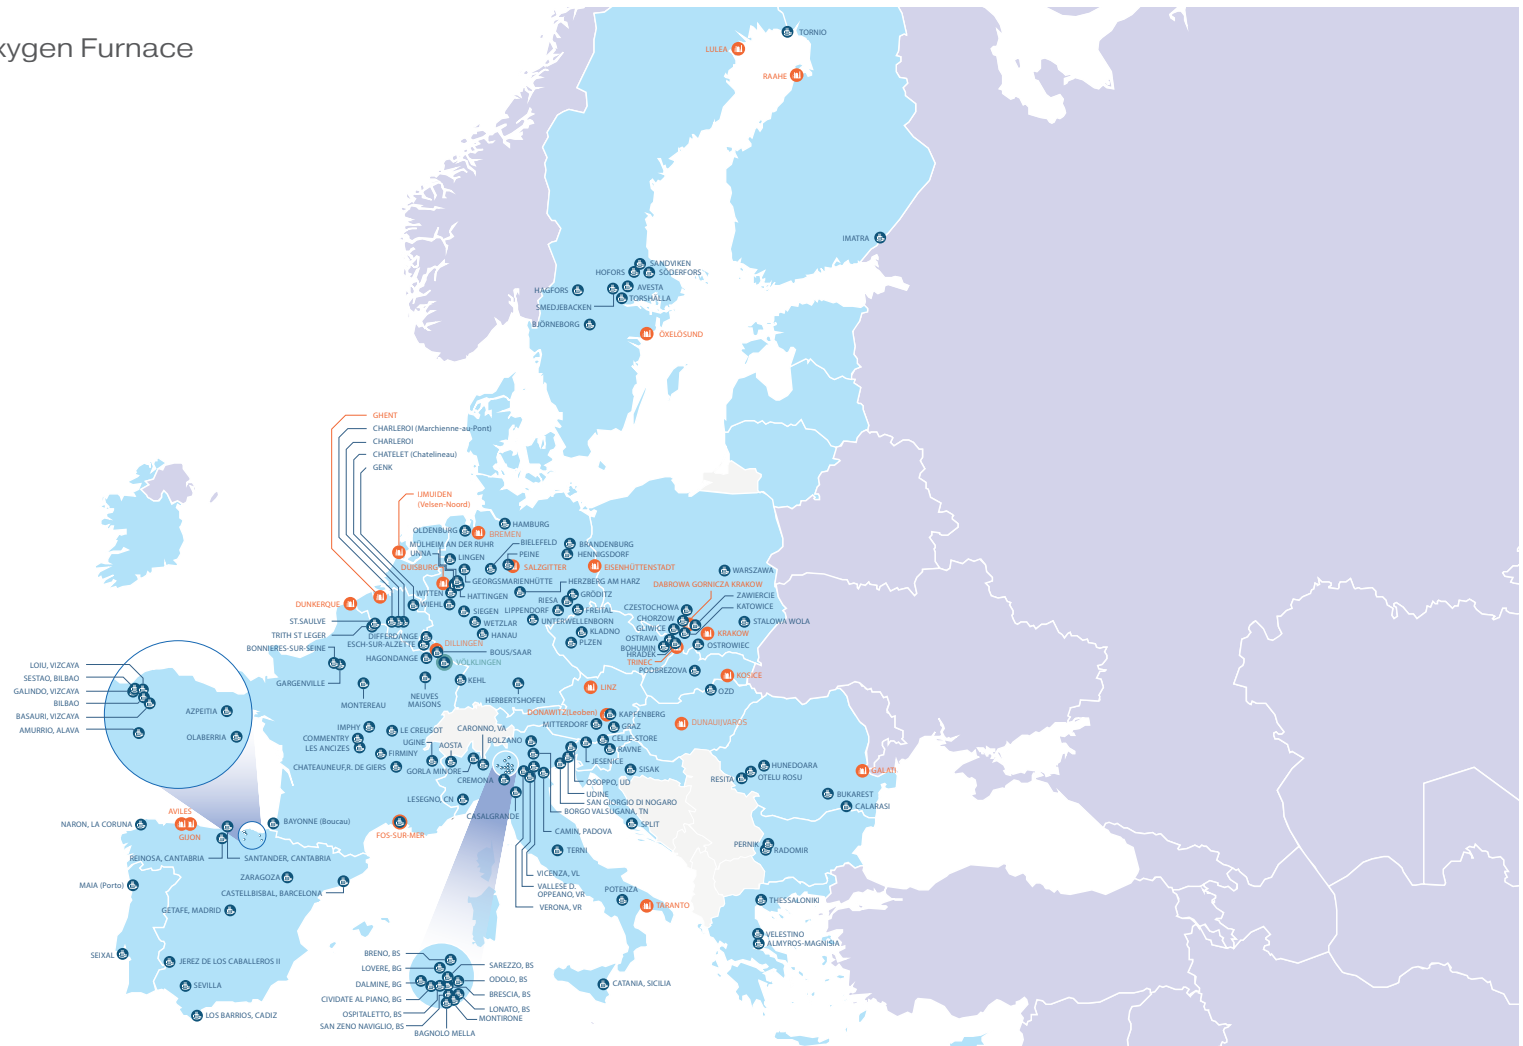 xygen Furnace
TORNIO
LULEA
RAAHE
IMATRA
SANDVIKEN
HOFORS
SÖDERFORS
HAGFORS
AVESTA
TORSHÄLLA
SMEDJEBACKEN
BJÖRNEBORG
ÖXELÖSUND
GHENT
CHARLEROI (Marchienne-au-Pont)
CHARLEROI
CHATELET (Chatelineau)
GENK
IJMUIDEN
(Velsen-Noord)
HAMBURG
OLDENBURG
BREMEN
MÜLHEIM AN DER RUHR
BIELEFELD
BRANDENBURG
UNNA
LINGEN
PEINE
HENNIGSDORF
DUISBURG
SALZGITTER
EISENHÜTTENSTADT
WARSZAWA
GEORGSMARIENHÜTTE
HERZBERG AM HARZ
DABROWA GORNICZA KRAKOW
WITTEN
HATTINGEN
GRÖDITZ
ZAWIERCIE
RIESA
DUNKERQUE
WIEHL
SIEGEN
LIPPENDORF
FREITAL
CZESTOCHOWA
KATOWICE
ST.SAULVE
WETZLAR
UNTERWELLENBORN
CHORZOW
STALOWA WOLA
TRITH ST LEGER
DIFFERDANGE
HANAU
KLADNO
GLIWICE
KRAKOW
ESCH-SUR-ALZETTE
DILLINGEN
PLZEN
OSTRAVA
OSTROWIEC
BONNIERES-SUR-SEINE
BOUS/SAAR
BOHUMIN
HRADEK
HAGONDANGE
VÖLKLINGEN
TRINEC
PODBREZOVA
KOSICE
GARGENVILLE
KEHL
LINZ
OZD
MONTEREAU
NEUVES
MAISONS
HERBERTSHOFEN
LOIU, VIZCAYA
SESTAO, BILBAO
GALINDO, VIZCAYA
BILBAO
BASAURI, VIZCAYA
AMURRIO, ALAVA
AZPEITIA
OLABERRIA
DONAWITZ(Leoben)
KAPFENBERG
MITTERDORF
GRAZ
DUNAUJVAROS
IMPHY
LE CREUSOT
CARONNO, VA
COMMENTRY
UGINE
AOSTA
BOLZANO
CELJE-STORE
LES ANCIZES
FIRMINY
RAVNE
JESENICE
CHATEAUNEUF,R. DE GIERS
GORLA MINORE
CREMONA
SISAK
HUNEDOARA
GALATI
RESITA
OTELU ROSU
OSOPPO, UD
UDINE
BUKAREST
LESEGNO, CN
SAN GIORGIO DI NOGARO
CALARASI
CASALGRANDE
BORGO VALSUGANA, TN
AVILES
NARON, LA CORUNA
BAYONNE (Boucau)
SPLIT
GIJON
FOS-SUR-MER
CAMIN, PADOVA
PERNIK
RADOMIR
REINOSA, CANTABRIA
SANTANDER, CANTABRIA
TERNI
ZARAGOZA
VICENZA, VL
MAIA (Porto)
CASTELLBISBAL, BARCELONA
VALLESE D.
OPPEANO, VR
POTENZA
THESSALONIKI
GETAFE, MADRID
VERONA, VR
TARANTO
VELESTINO
ALMYROS-MAGNISIA
SEIXAL
JEREZ DE LOS CABALLEROS II
BRENO, BS
LOVERE, BG
SAREZZO, BS
DALMINE, BG
ODOLO, BS
SEVILLA
CATANIA, SICILIA
CIVIDATE AL PIANO, BG
BRESCIA, BS
LOS BARRIOS, CADIZ
OSPITALETTO, BS
LONATO, BS
SAN ZENO NAVIGLIO, BS
MONTIRONE
BAGNOLO MELLA